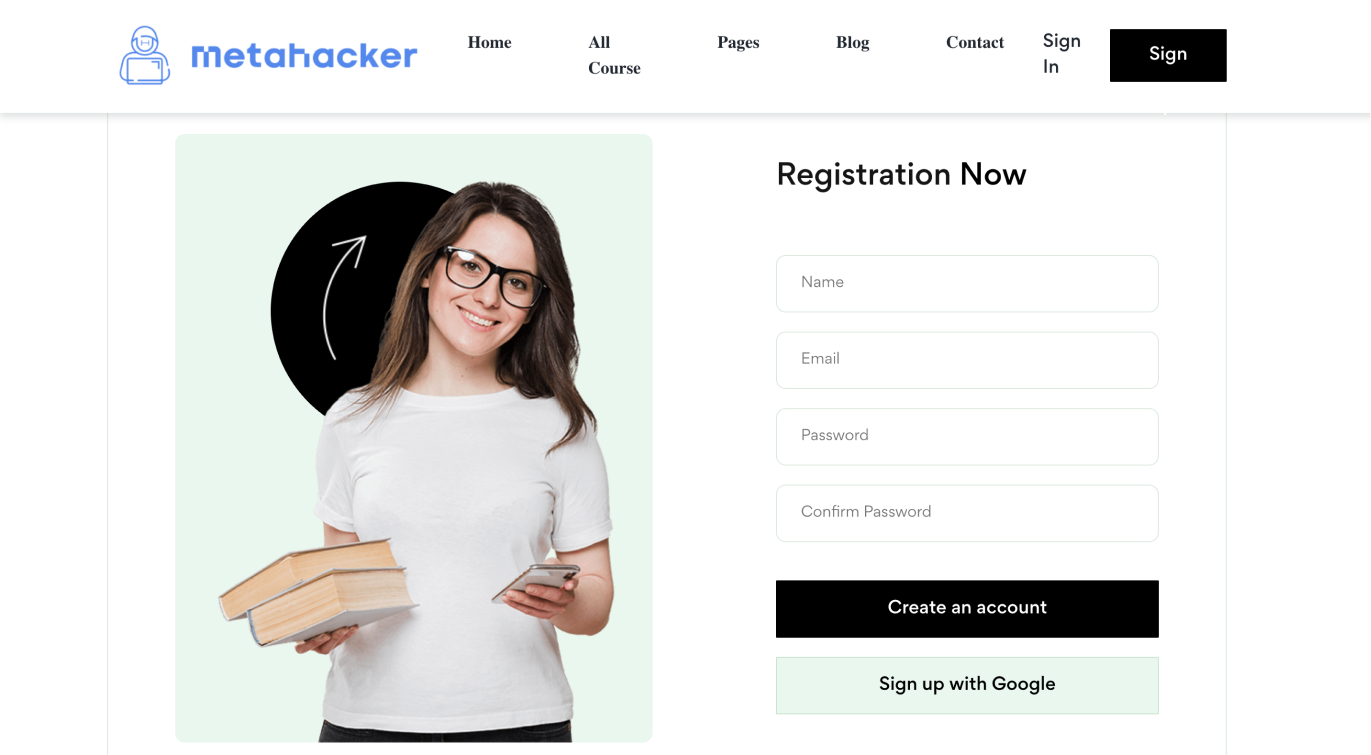 metahacker
Home
All
Course
Pages
Blog
Contact
Sign
In
Sign
Registration Now
Name
Email
Password
Confirm Password
Create an account
Sign up with Google